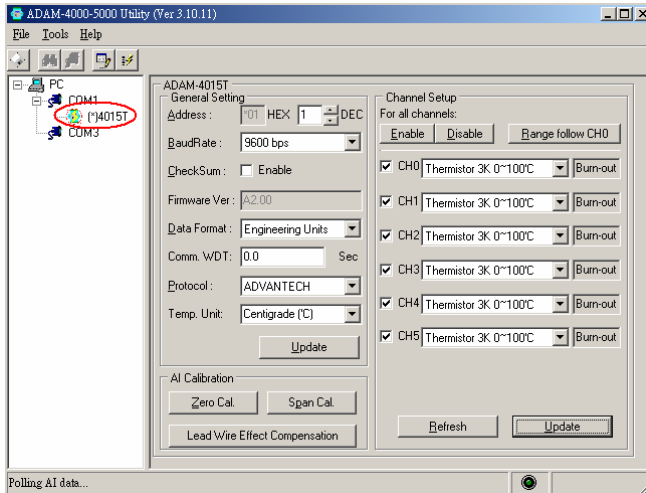 ADAM-4000-5000 Utility (Ver 3.10.11)
File Tools Help
PC
COM1
(*)4015T
COM3
ADAM-4015T
General Setting
Address : *01 HEX 1 DEC
BaudRate : 9600 bps
CheckSum : Enable
Firmware Ver : A2.00
Data Format : Engineering Units
Comm. WDT: 0.0 Sec
Protocol : ADVANTECH
Temp. Unit: Centigrade (℃)
Update
AI Calibration
Zero Cal. Span Cal.
Lead Wire Effect Compensation
Channel Setup
For all channels:
Enable Disable Range follow CH0
CH0 Thermistor 3K 0~100℃ Burn-out
CH1 Thermistor 3K 0~100℃ Burn-out
CH2 Thermistor 3K 0~100℃ Burn-out
CH3 Thermistor 3K 0~100℃ Burn-out
CH4 Thermistor 3K 0~100℃ Burn-out
CH5 Thermistor 3K 0~100℃ Burn-out
Refresh Update
Polling AI data...